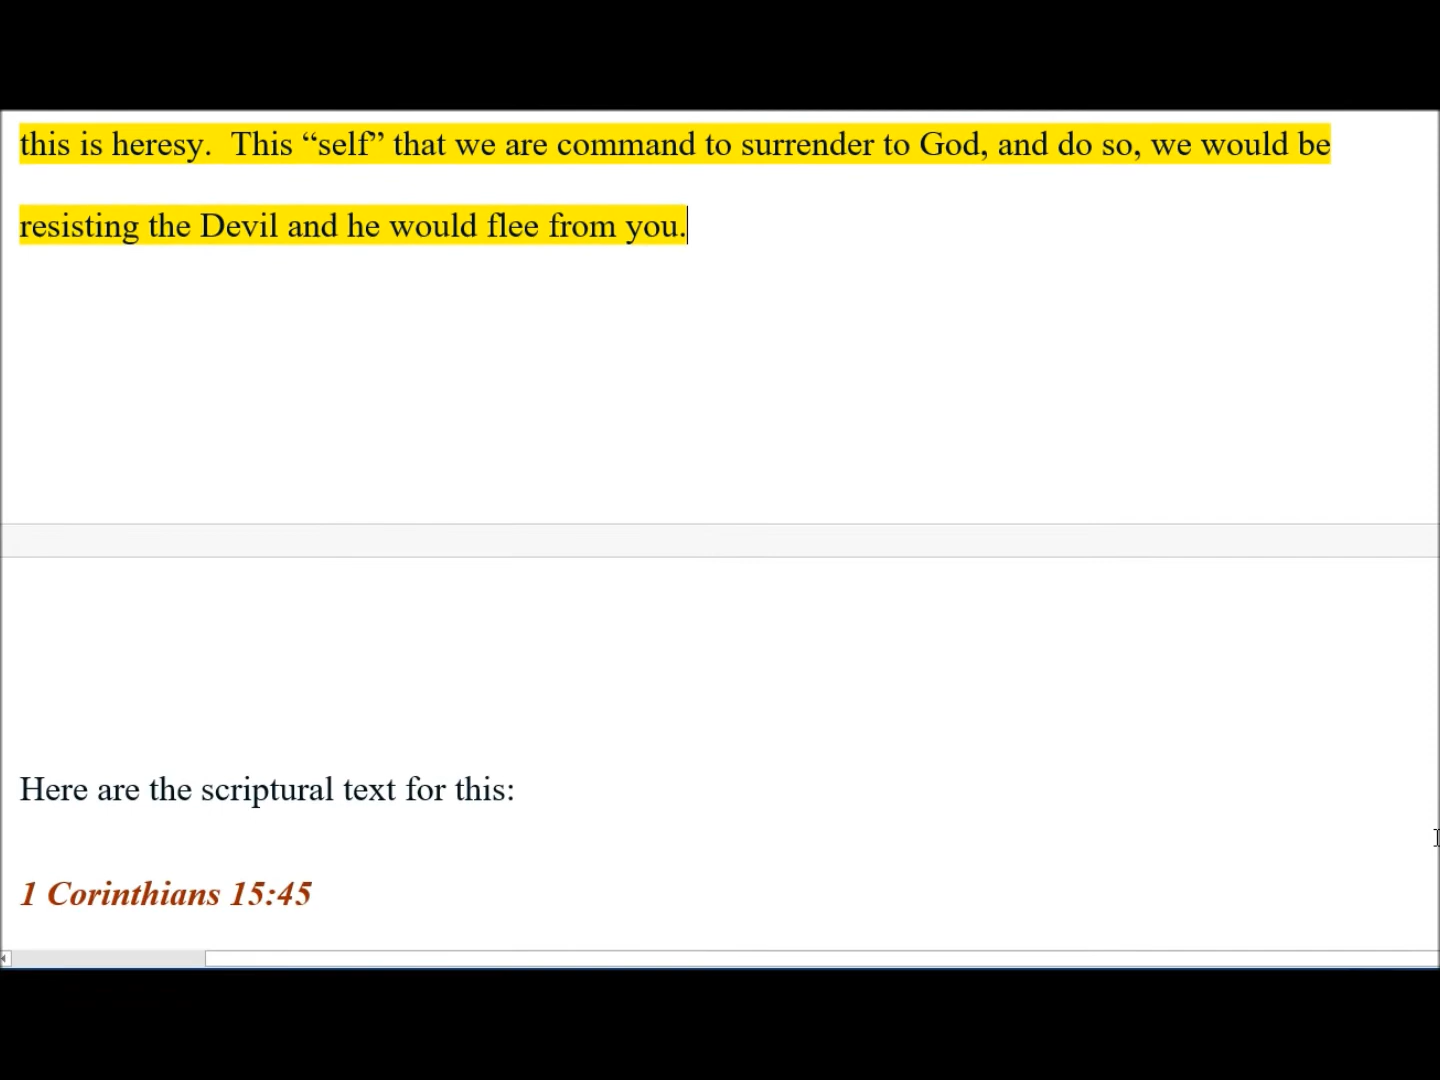 this is heresy.  This “self” that we are command to surrender to God, and do so, we would be
resisting the Devil and he would flee from you.
Here are the scriptural text for this:
1 Corinthians 15:45